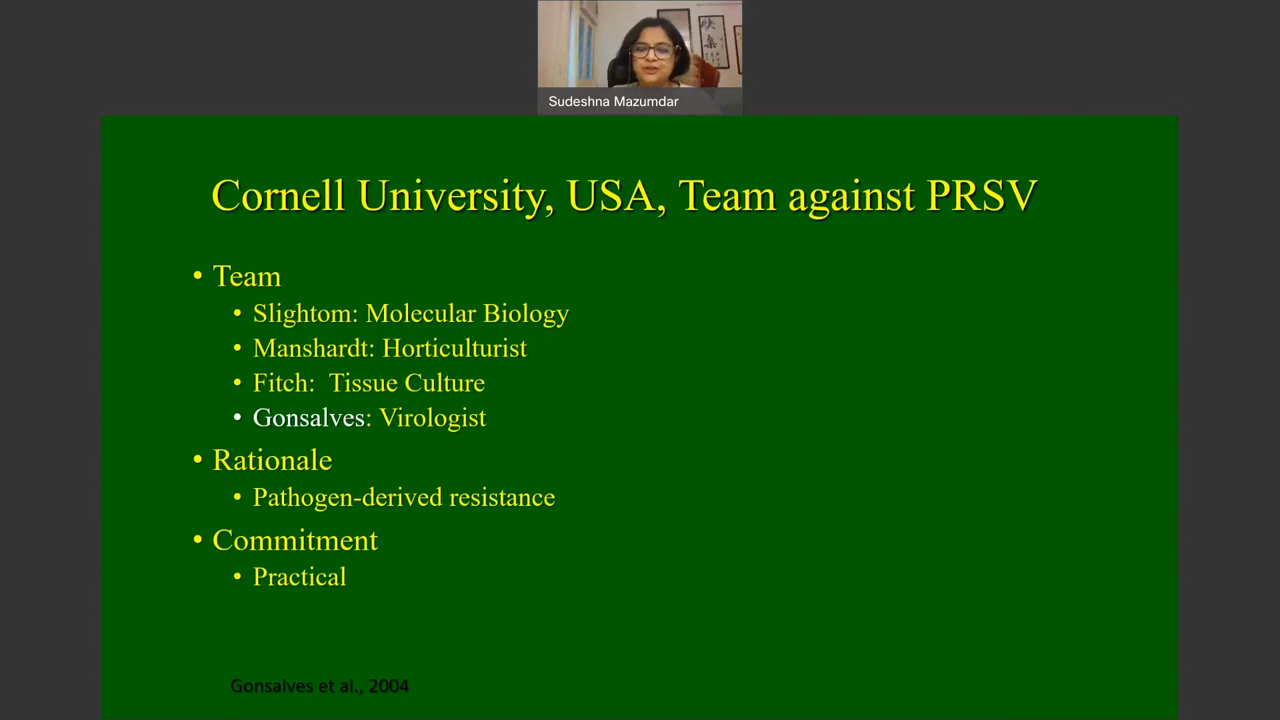 Sudeshna Mazumdar
Cornell University, USA, Team against PRSV
• Team
• Slightom: Molecular Biology
• Manshardt: Horticulturist
• Fitch: Tissue Culture
• Gonsalves: Virologist
• Rationale
• Pathogen-derived resistance
• Commitment
• Practical
Gonsalves et al., 2004